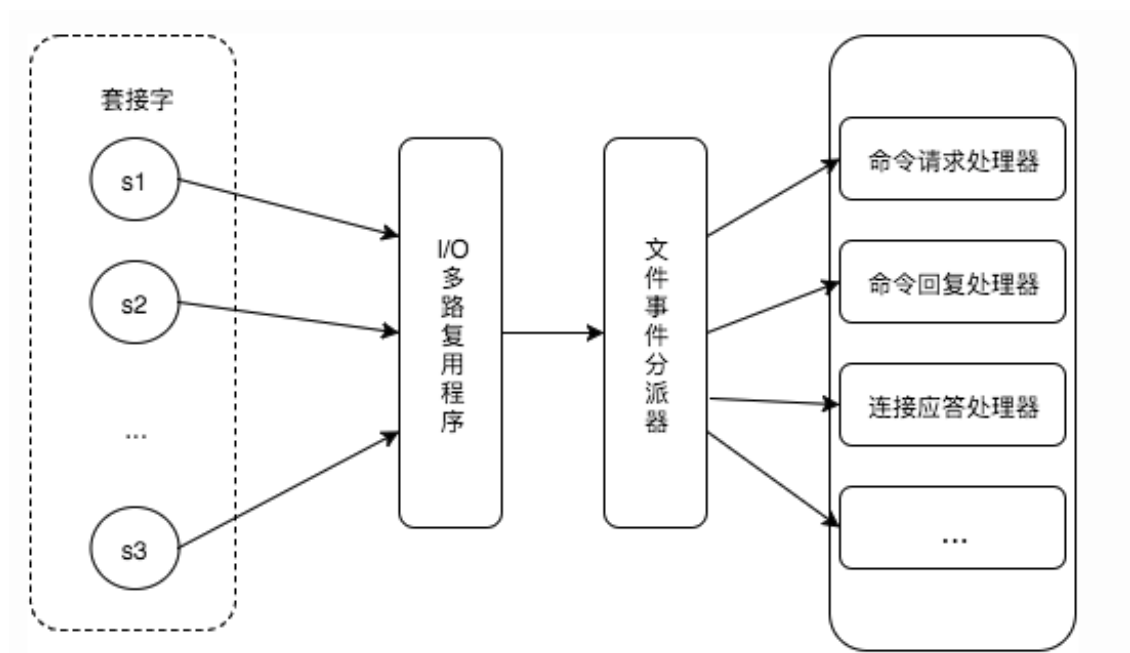 套接字
s1
s2
...
s3
I/O
多
路
复
用
程
序
文
件
事
件
分
派
器
命令请求处理器
命令回复处理器
连接应答处理器
...